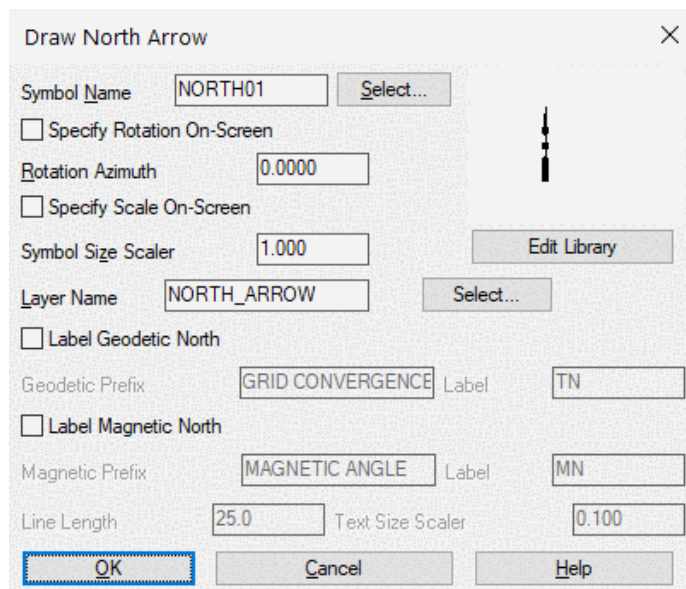 Draw North Arrow
Symbol Name NORTH01 Select...
Specify Rotation On-Screen
Rotation Azimuth 0.0000
Specify Scale On-Screen
Symbol Size Scaler 1.000 Edit Library
Layer Name NORTH_ARROW Select...
Label Geodetic North
Geodetic Prefix GRID CONVERGENCE Label TN
Label Magnetic North
Magnetic Prefix MAGNETIC ANGLE Label MN
Line Length 25.0 Text Size Scaler 0.100
OK Cancel Help